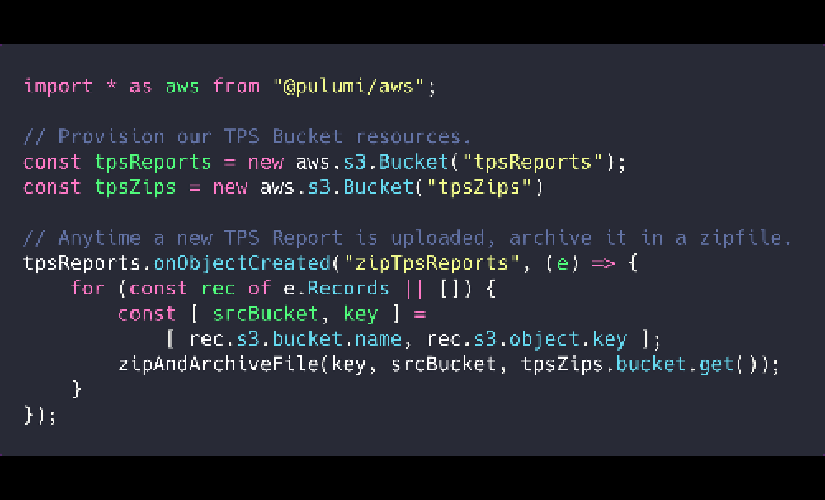 import * as aws from "@pulumi/aws";
// Provision our TPS Bucket resources.
const tpsReports = new aws.s3.Bucket("tpsReports");
const tpsZips = new aws.s3.Bucket("tpsZips")
// Anytime a new TPS Report is uploaded, archive it in a zipfile.
tpsReports.onObjectCreated("zipTpsReports", (e) => {
    for (const rec of e.Records || []) {
        const [ srcBucket, key ] =
            [ rec.s3.bucket.name, rec.s3.object.key ];
        zipAndArchiveFile(key, srcBucket, tpsZips.bucket.get());
    }
});